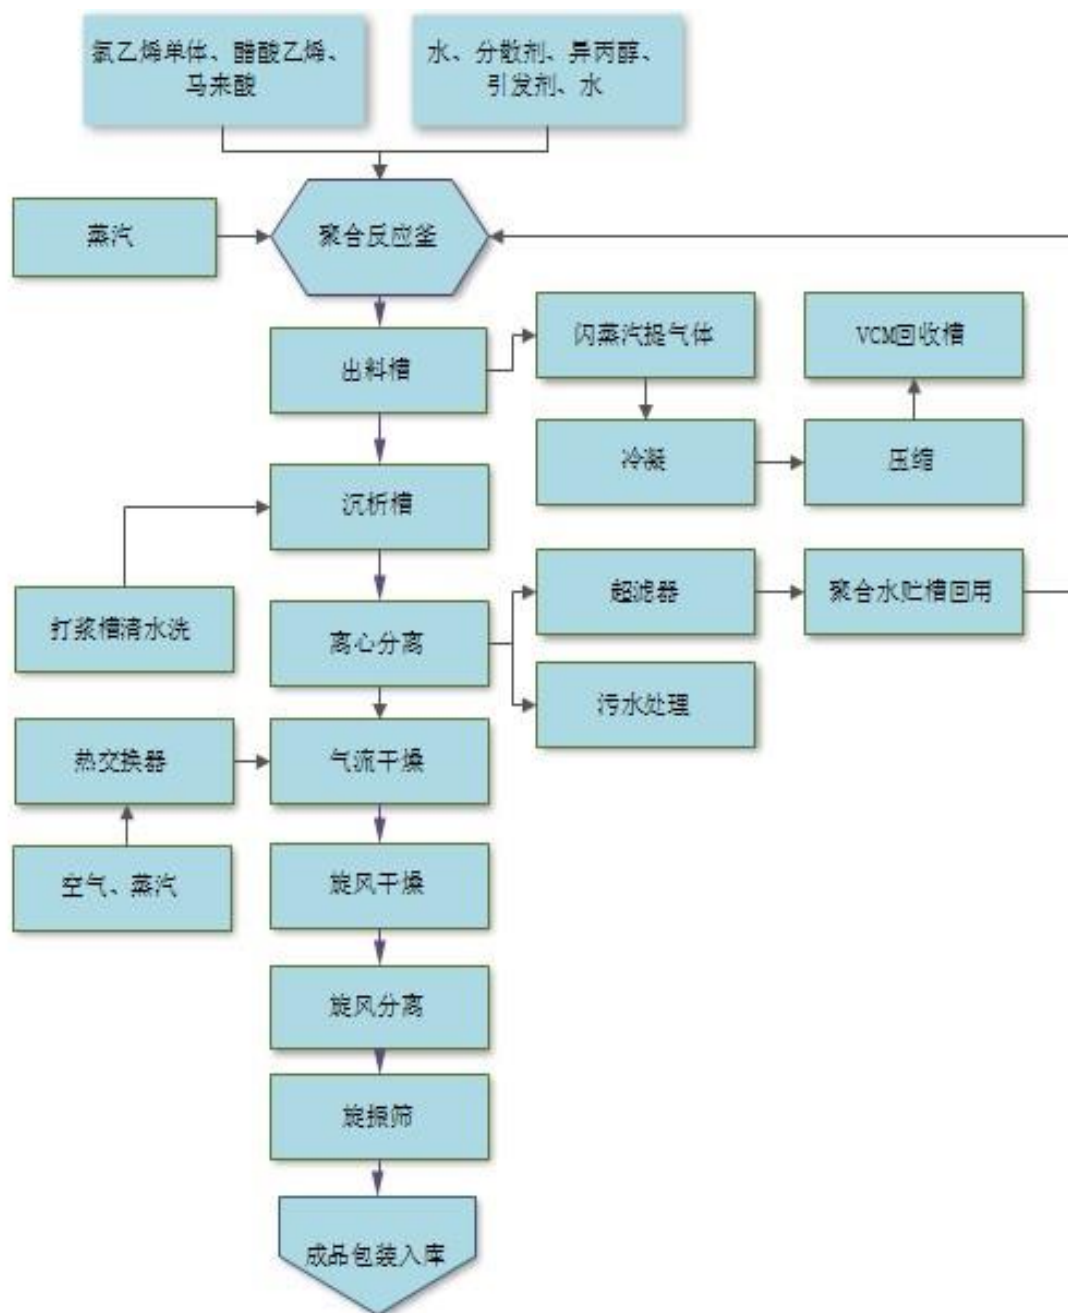 氯乙烯单体、醋酸乙烯、
马来酸
水、分散剂、异丙醇、
引发剂、水
蒸汽
聚合反应釜
出料槽
闪蒸汽提气体
VCM回收槽
冷凝
压缩
沉析槽
打浆槽清水洗
离心分离
超滤器
聚合水贮槽回用
污水处理
热交换器
气流干燥
空气、蒸汽
旋风干燥
旋风分离
旋振筛
成品包装入库